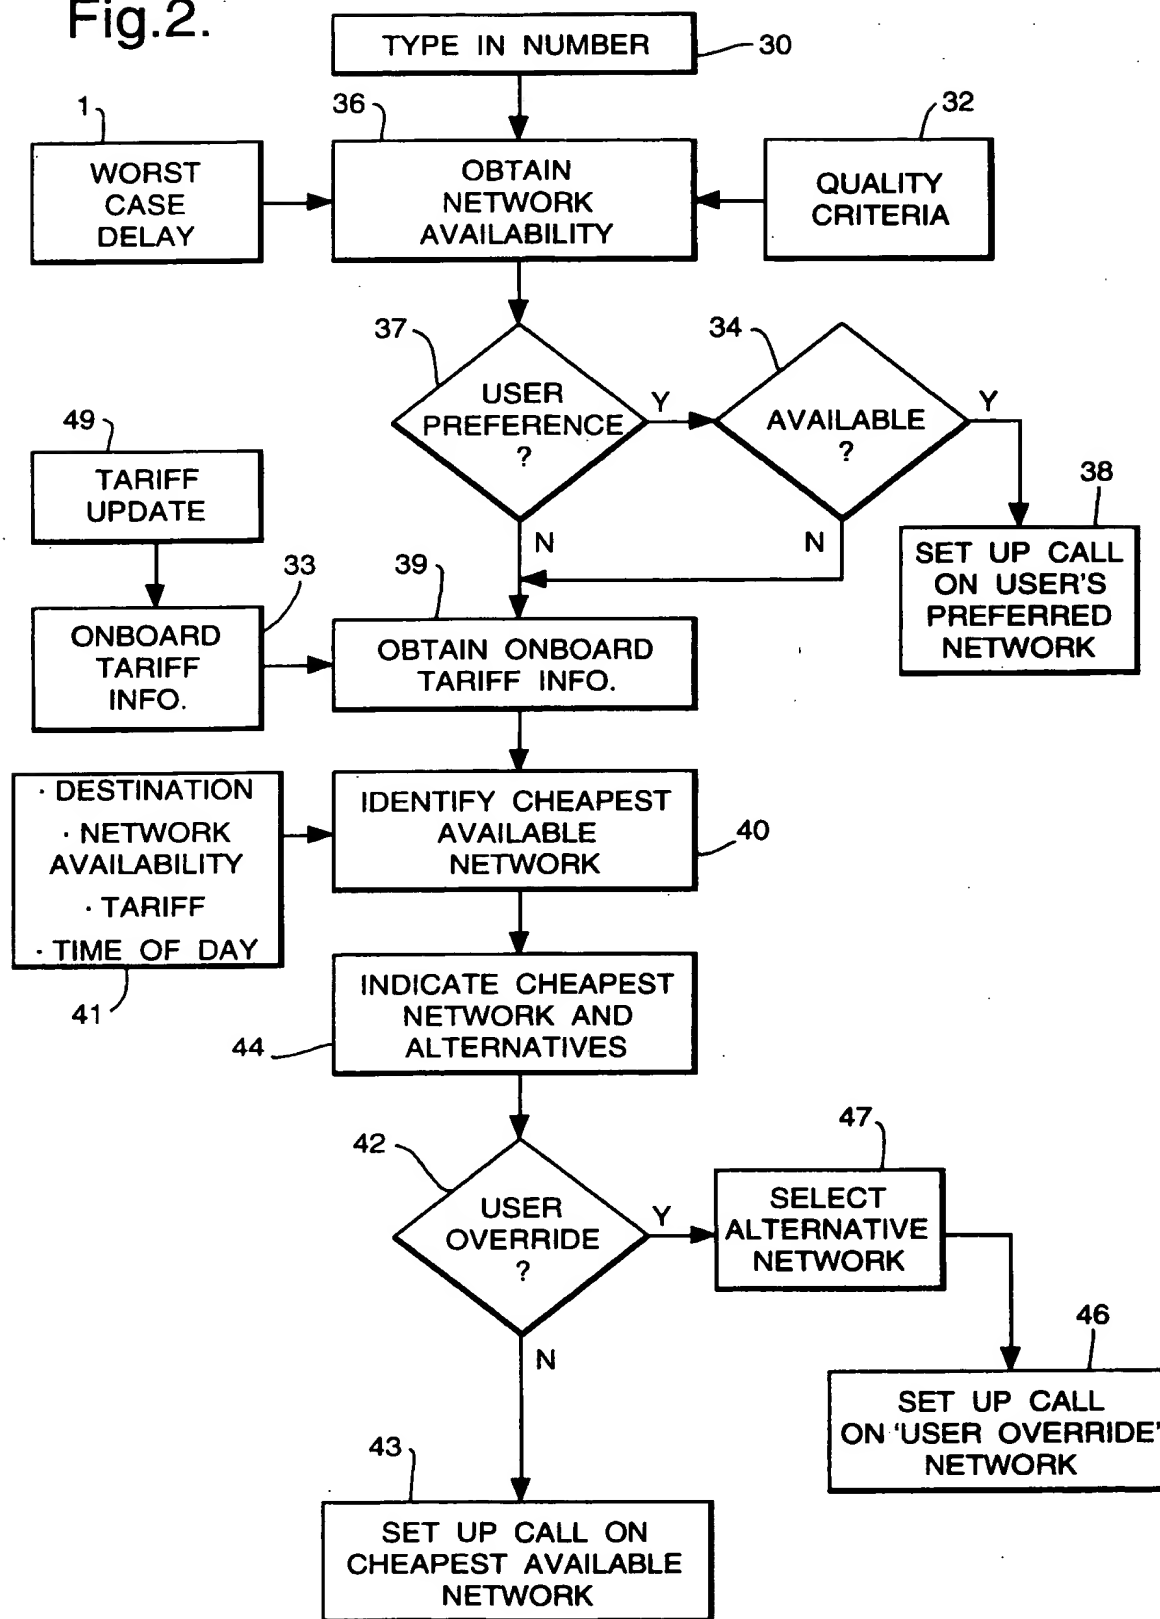 Fig.2.
TYPE IN NUMBER
30
1
36
32
WORST
CASE
DELAY
OBTAIN
NETWORK
AVAILABILITY
QUALITY
CRITERIA
37
34
USER
PREFERENCE
?
Y
AVAILABLE
?
Y
N
N
49
TARIFF
UPDATE
38
SET UP CALL
ON USER'S
PREFERRED
NETWORK
33
39
ONBOARD
TARIFF
INFO.
OBTAIN ONBOARD
TARIFF INFO.
· DESTINATION
· NETWORK
AVAILABILITY
· TARIFF
· TIME OF DAY
41
IDENTIFY CHEAPEST
AVAILABLE
NETWORK
40
INDICATE CHEAPEST
NETWORK AND
ALTERNATIVES
44
42
USER
OVERRIDE
?
Y
N
47
SELECT
ALTERNATIVE
NETWORK
46
SET UP CALL
ON 'USER OVERRIDE'
NETWORK
43
SET UP CALL ON
CHEAPEST AVAILABLE
NETWORK